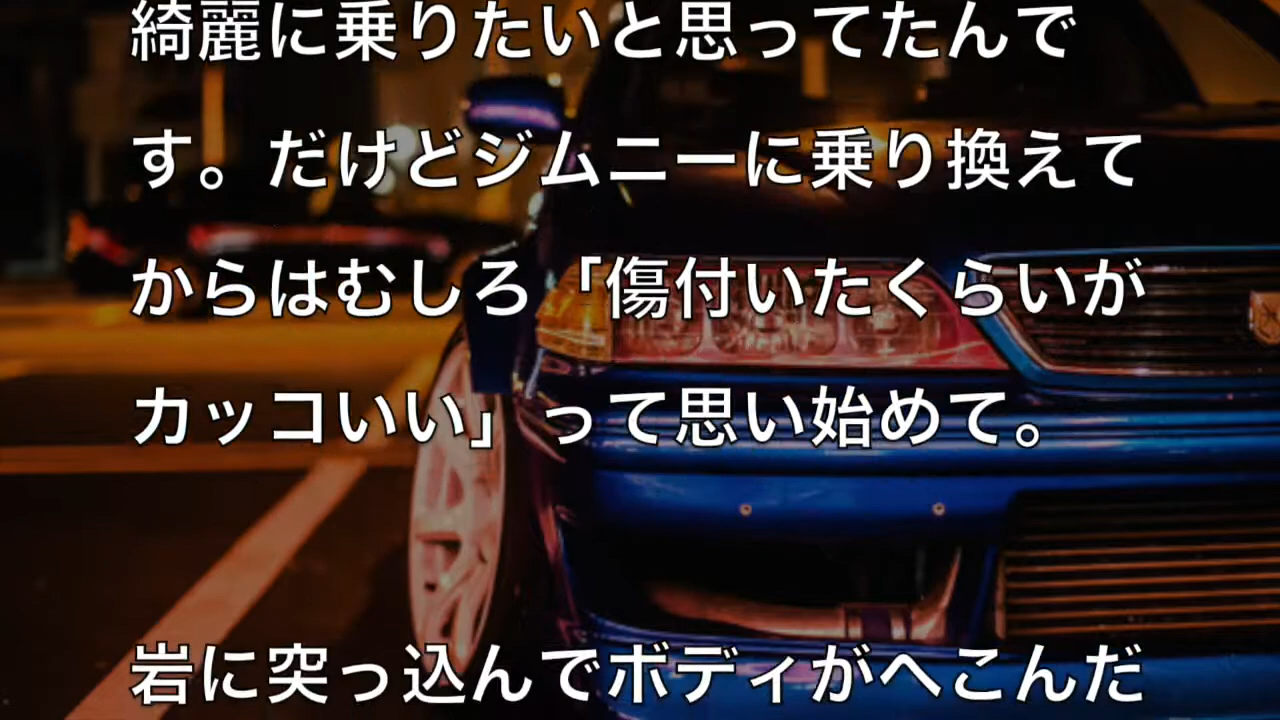 綺麗に乗りたいと思ってたんで
す。だけどジムニーに乗り換えて
からはむしろ「傷付いたくらいが
カッコいい」って思い始めて。
岩に突っ込んでボディがへこんだ